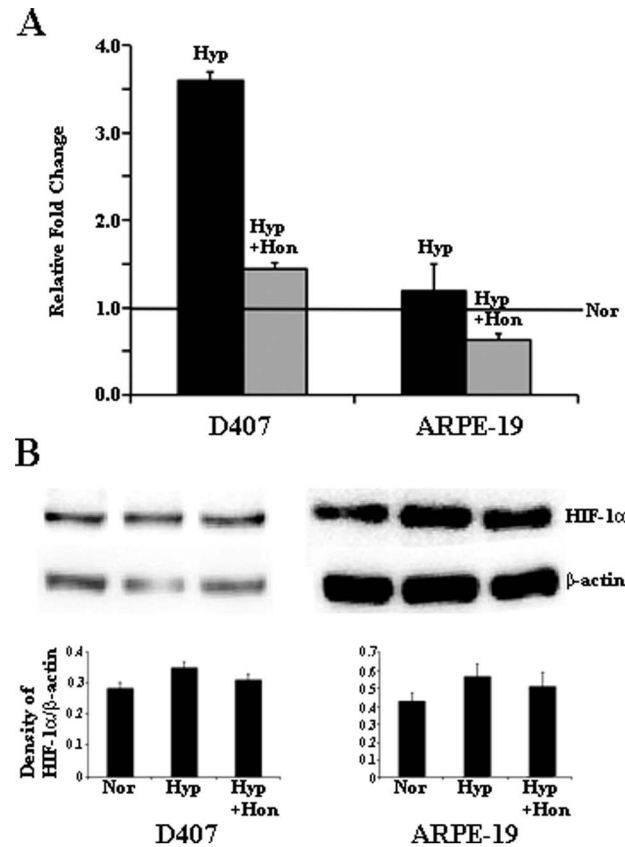 A
Relative Fold Change
4.0
3.0
2.0
1.0
0.0
Hyp
Hyp
+Hon
Hyp
Hyp
+Hon
Nor
D407
ARPE-19
B
HIF-1α
β-actin
Density of
HIF-1α/β-actin
0.4
0.3
0.2
0.1
0
Nor
Hyp
Hyp
+Hon
D407
0.7
0.6
0.5
0.4
0.3
0.2
0.1
0
Nor
Hyp
Hyp
+Hon
ARPE-19